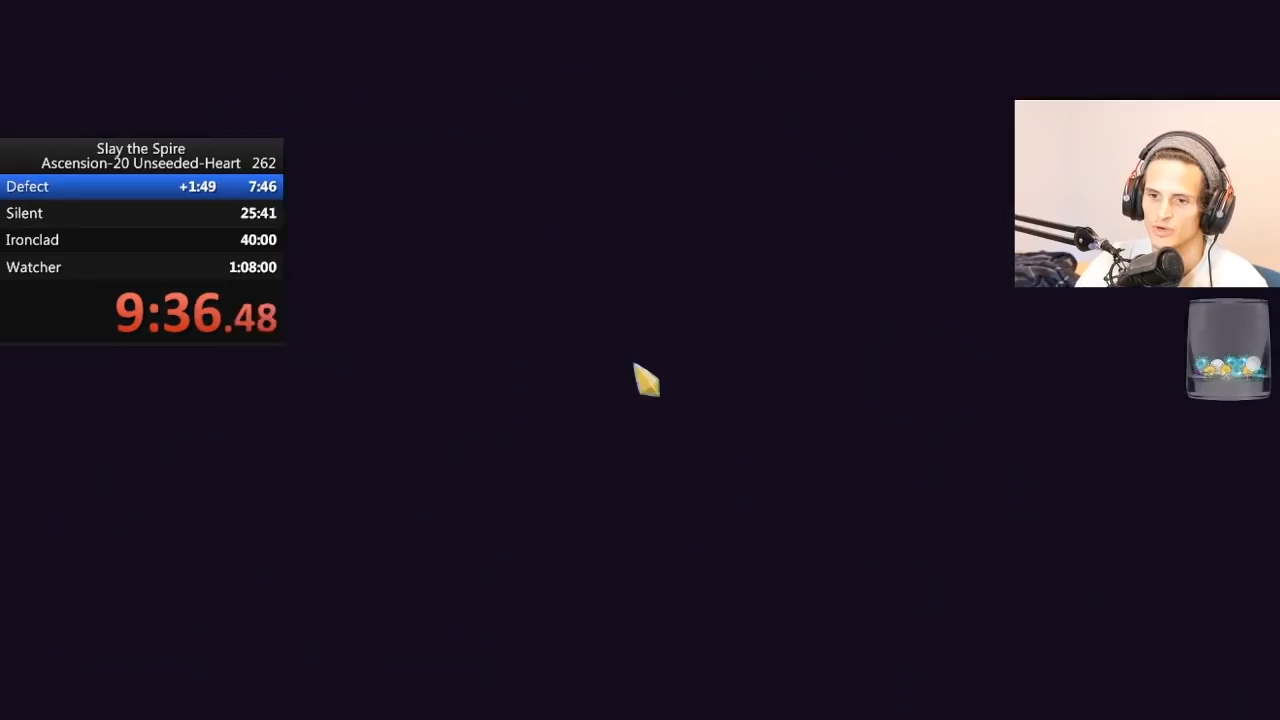 Slay the Spire
Ascension-20 Unseeded-Heart 262
Defect +1:49 7:46
Silent 25:41
Ironclad 40:00
Watcher 1:08:00
9:36.48